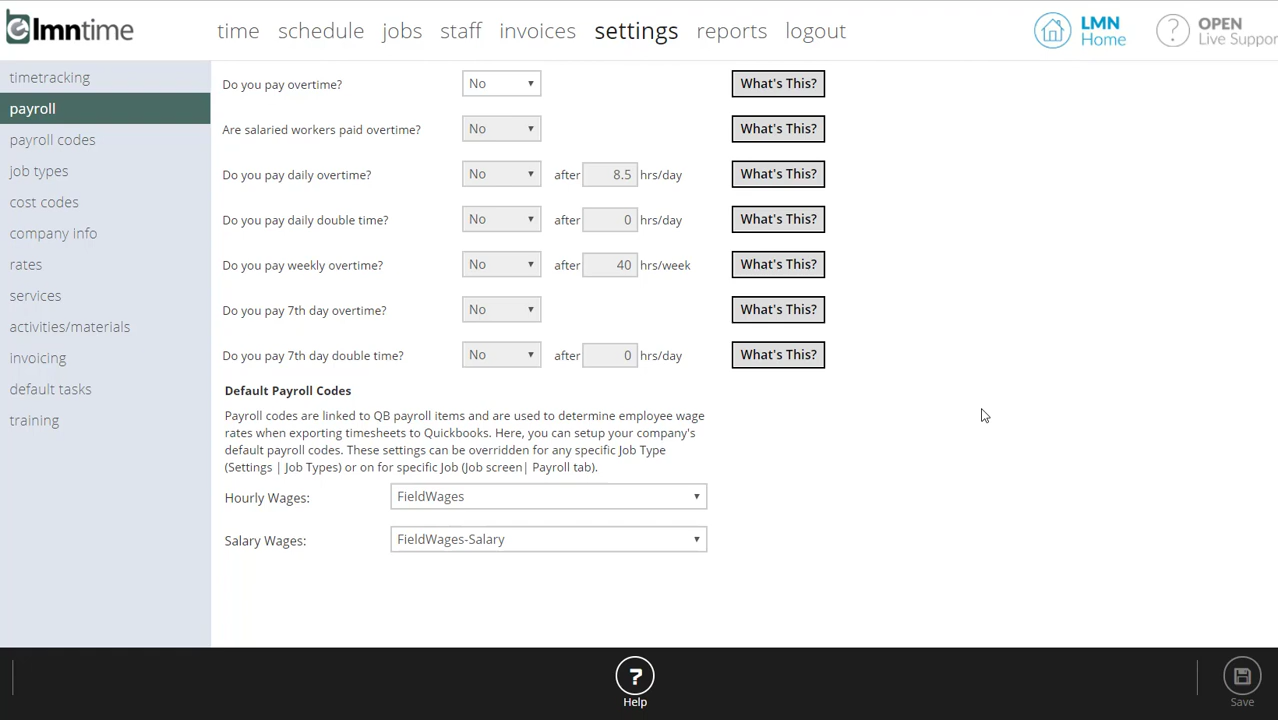 lmntime
time schedule jobs staff invoices settings reports logout
LMN
Home
? OPEN
Live Suppor
timetracking
payroll
payroll codes
job types
cost codes
company info
rates
services
activities/materials
invoicing
default tasks
training
Do you pay overtime? No What's This?
Are salaried workers paid overtime? No What's This?
Do you pay daily overtime? No after 8.5 hrs/day What's This?
Do you pay daily double time? No after 0 hrs/day What's This?
Do you pay weekly overtime? No after 40 hrs/week What's This?
Do you pay 7th day overtime? No What's This?
Do you pay 7th day double time? No after 0 hrs/day What's This?
Default Payroll Codes
Payroll codes are linked to QB payroll items and are used to determine employee wage
rates when exporting timesheets to Quickbooks. Here, you can setup your company's
default payroll codes. These settings can be overridden for any specific Job Type
(Settings | Job Types) or on for specific Job (Job screen| Payroll tab).
Hourly Wages: FieldWages
Salary Wages: FieldWages-Salary
?
Help
Save